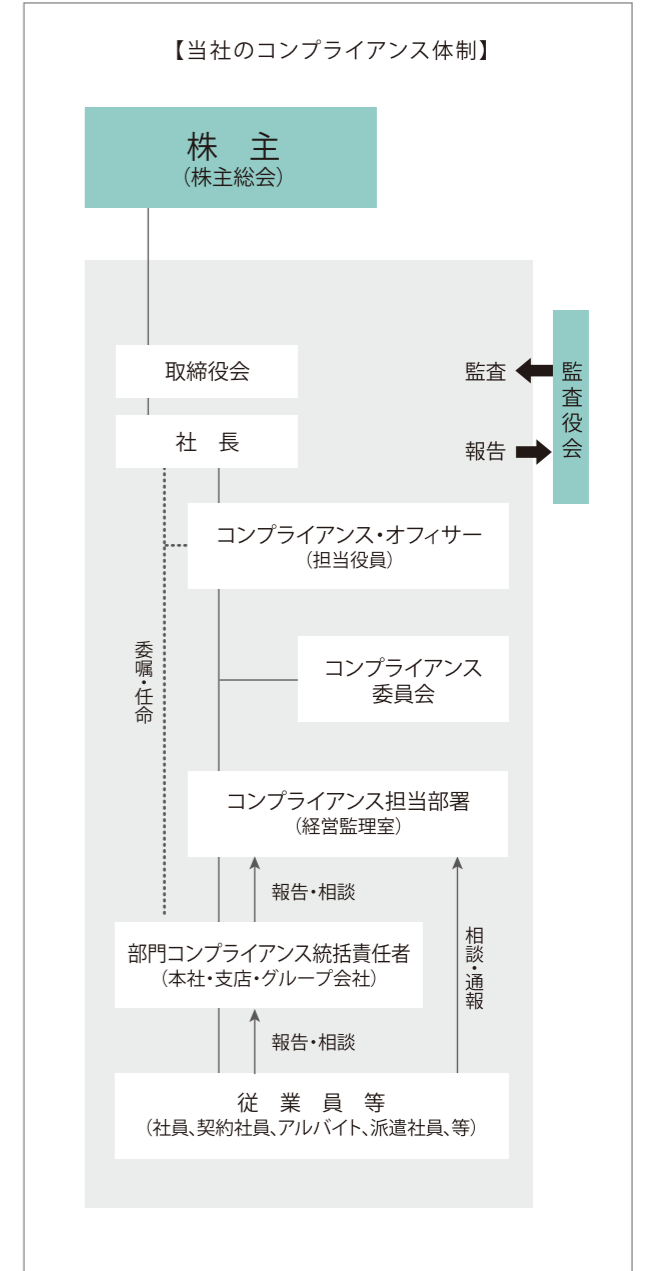 【当社のコンプライアンス体制】
株　主
（株主総会）
取締役会
監査
監査役会
社　長
報告
コンプライアンス・オフィサー
（担当役員）
委嘱・任命
コンプライアンス
委員会
コンプライアンス担当部署
（経営監理室）
報告・相談
部門コンプライアンス統括責任者
（本社・支店・グループ会社）
相談・通報
報告・相談
従　業　員　等
（社員、契約社員、アルバイト、派遣社員、等）